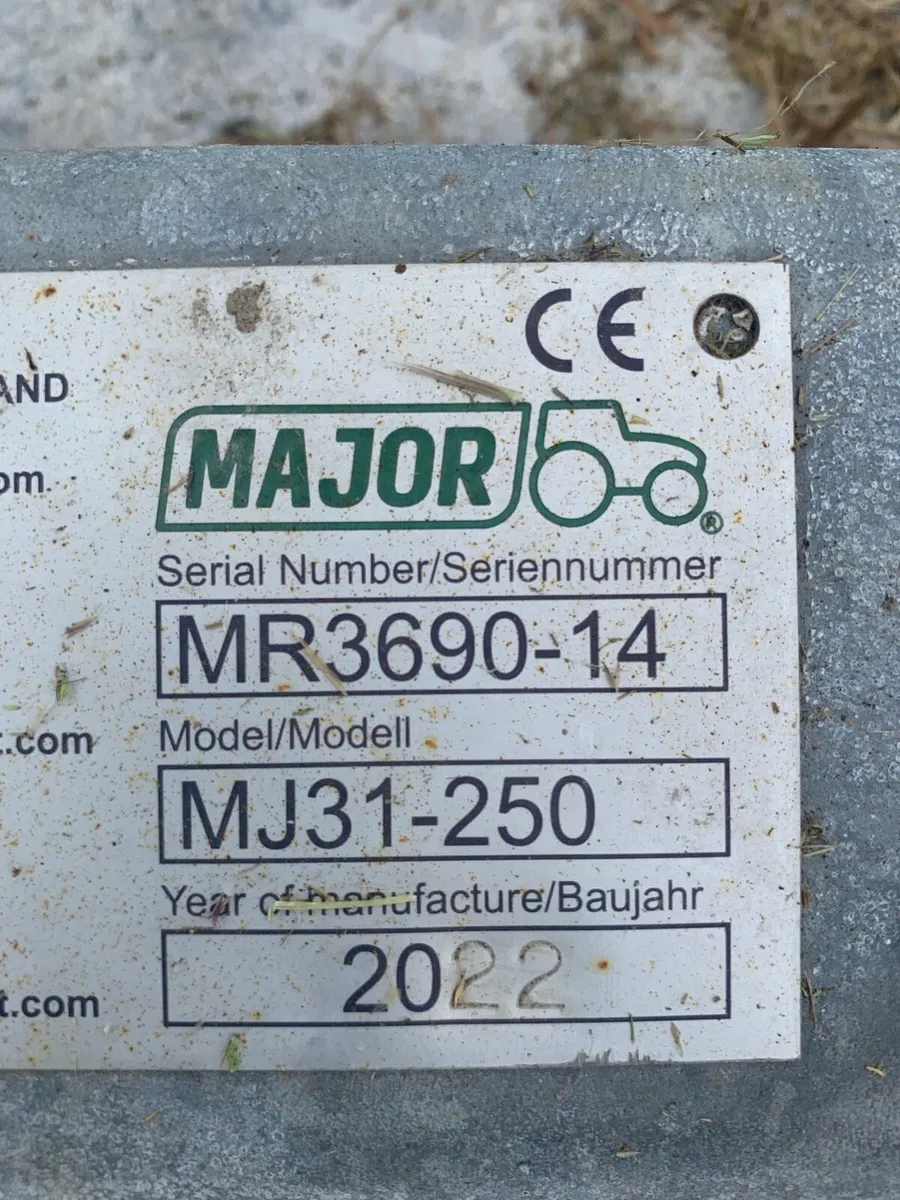 CE
AND
MAJOR
®
om
Serial Number/Seriennummer
MR3690-14
Model/Modell
t.com
MJ31-250
Year of manufacture/Baujahr
2022
t.com